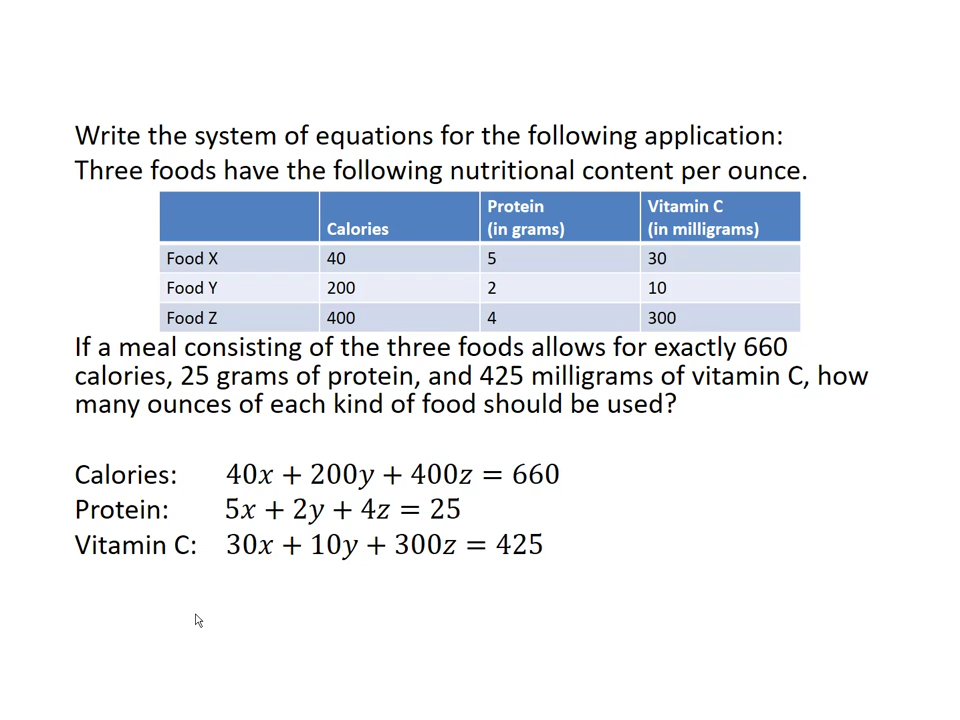 Write the system of equations for the following application:
Three foods have the following nutritional content per ounce.
Calories Protein (in grams) Vitamin C (in milligrams)
Food X 40 5 30
Food Y 200 2 10
Food Z 400 4 300
If a meal consisting of the three foods allows for exactly 660
calories, 25 grams of protein, and 425 milligrams of vitamin C, how
many ounces of each kind of food should be used?
Calories: 40x + 200y + 400z = 660
Protein: 5x + 2y + 4z = 25
Vitamin C: 30x + 10y + 300z = 425